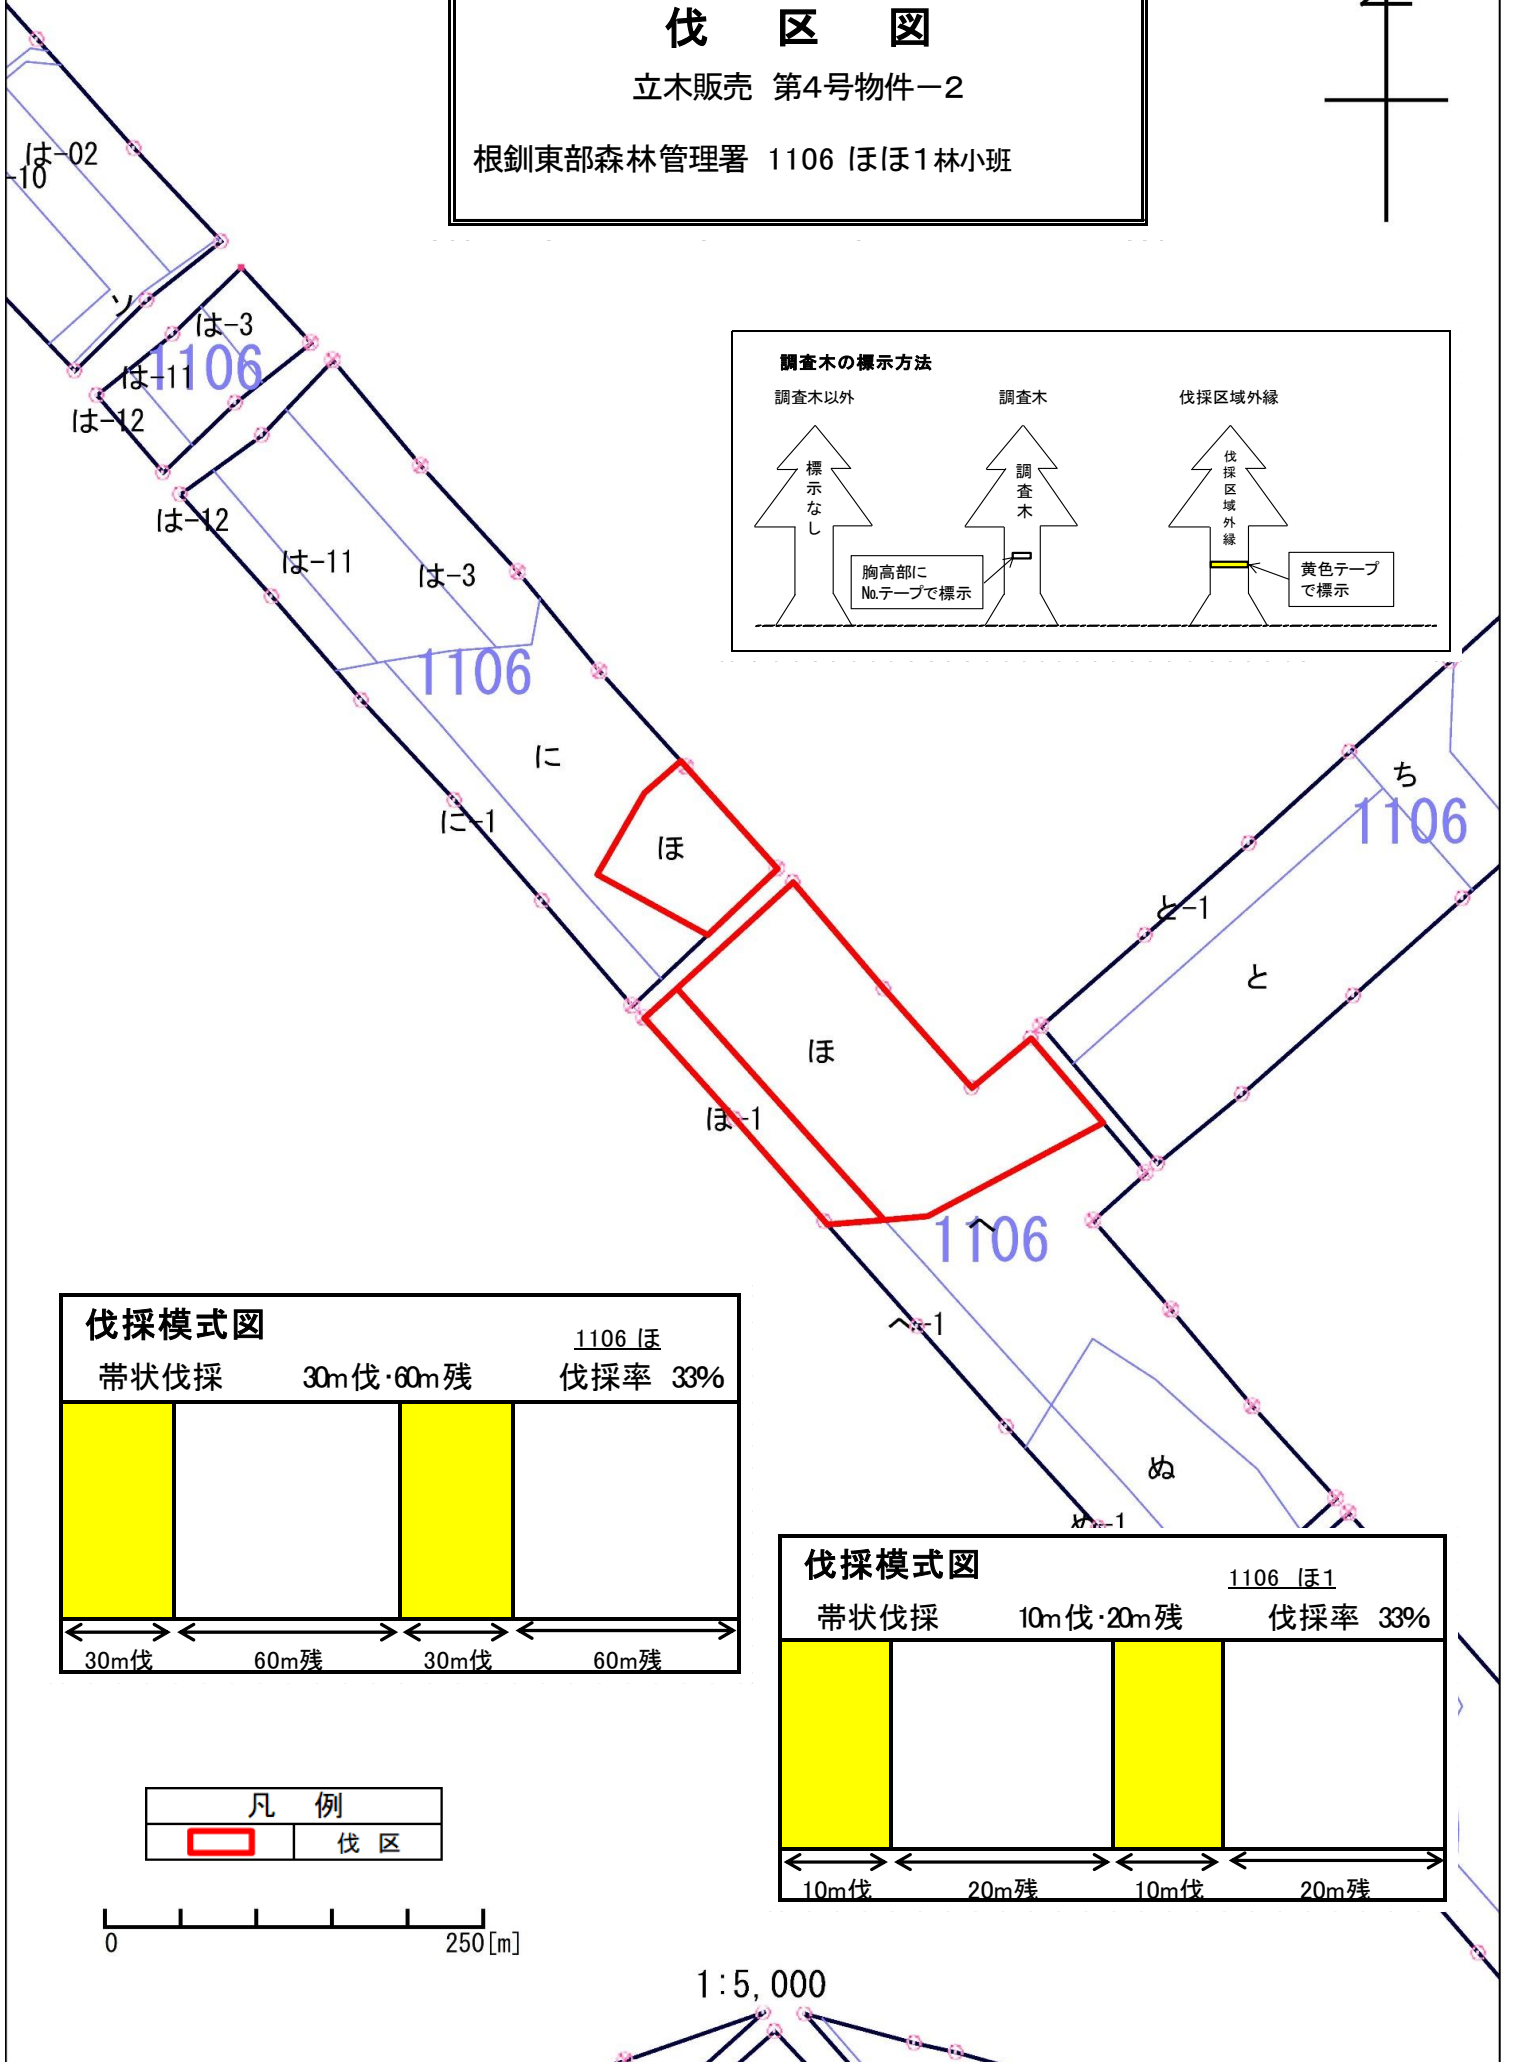 伐 区 図
立木販売 第4号物件－2
根釧東部森林管理署 1106 ほほ1林小班
は-02
-10
ソ
は-3
1106
は-11
は-12
は-12
は-11
は-3
1106
に
に-1
ほ
調査木の標示方法
調査木以外
調査木
伐採区域外縁
標示なし
調査木
伐採区域外縁
胸高部に
No.テープで標示
黄色テープ
で標示
ち
1106
と-1
と
ほ
ほ-1
へ
1106
へ-1
ぬ
ぬ-1
伐採模式図
1106 ほ
帯状伐採 30m伐・60m残 伐採率 33%
30m伐 60m残 30m伐 60m残
伐採模式図
1106 ほ1
帯状伐採 10m伐・20m残 伐採率 33%
10m伐 20m残 10m伐 20m残
凡 例
伐 区
0 250[m]
1:5,000